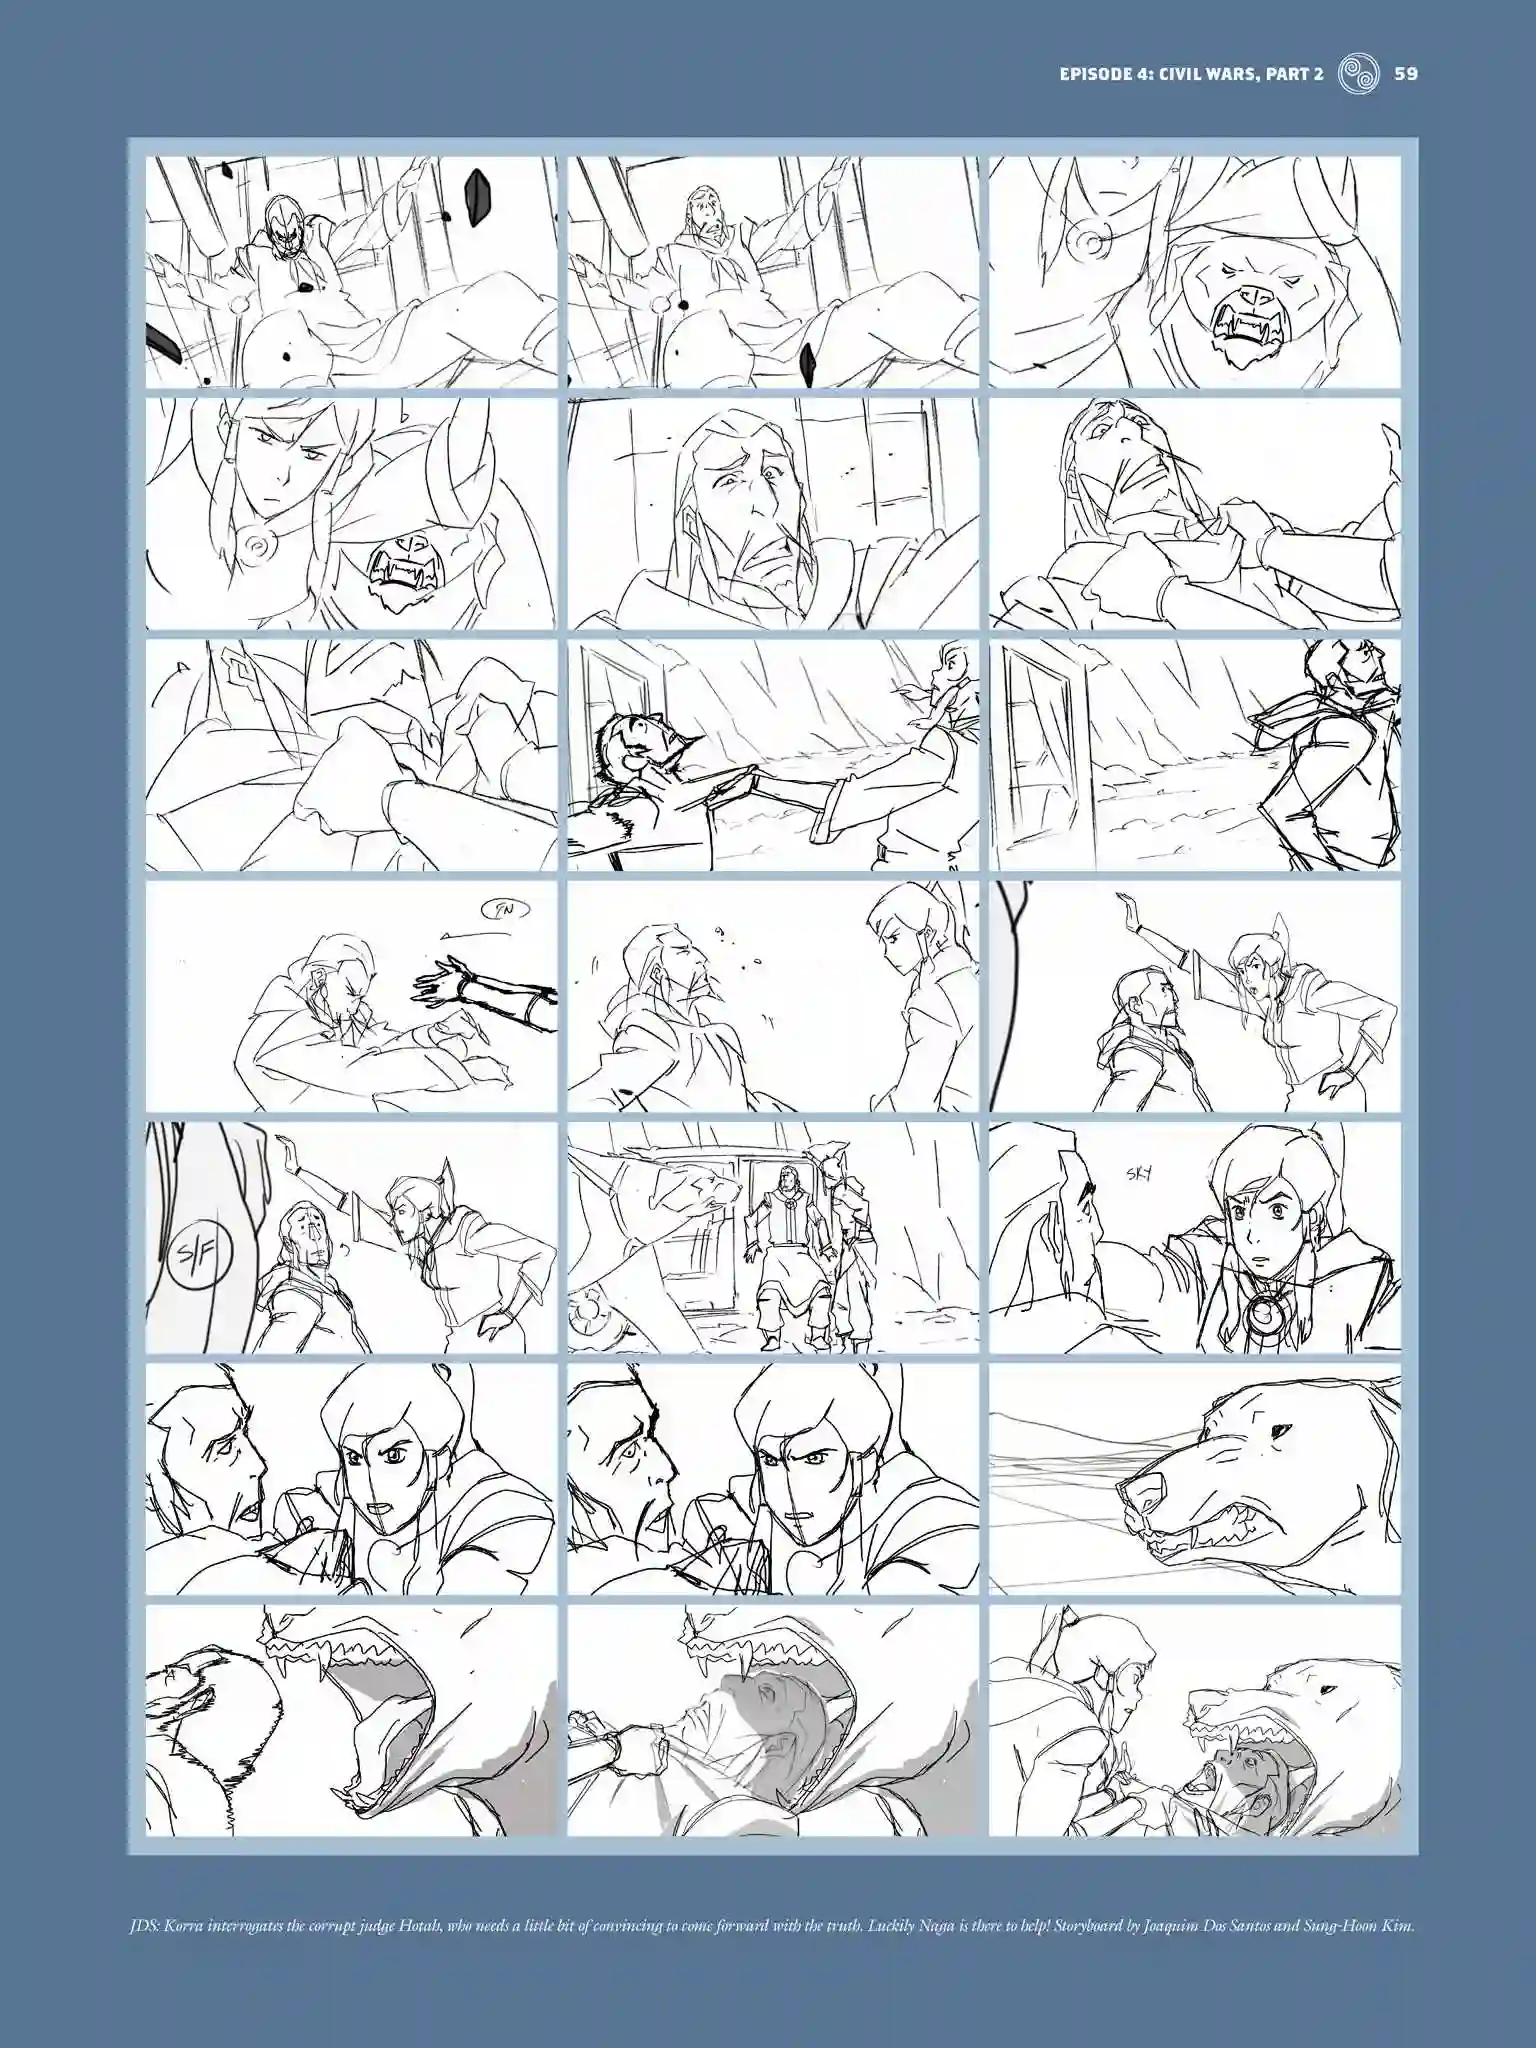 EPISODE 4: CIVIL WARS, PART 2 59
IN
S/F
SKY
JDS: Korra interrogates the corrupt judge Hotah, who needs a little bit of convincing to come forward with the truth. Luckily Naga is there to help! Storyboard by Joaquim Dos Santos and Sung-Hoon Kim.